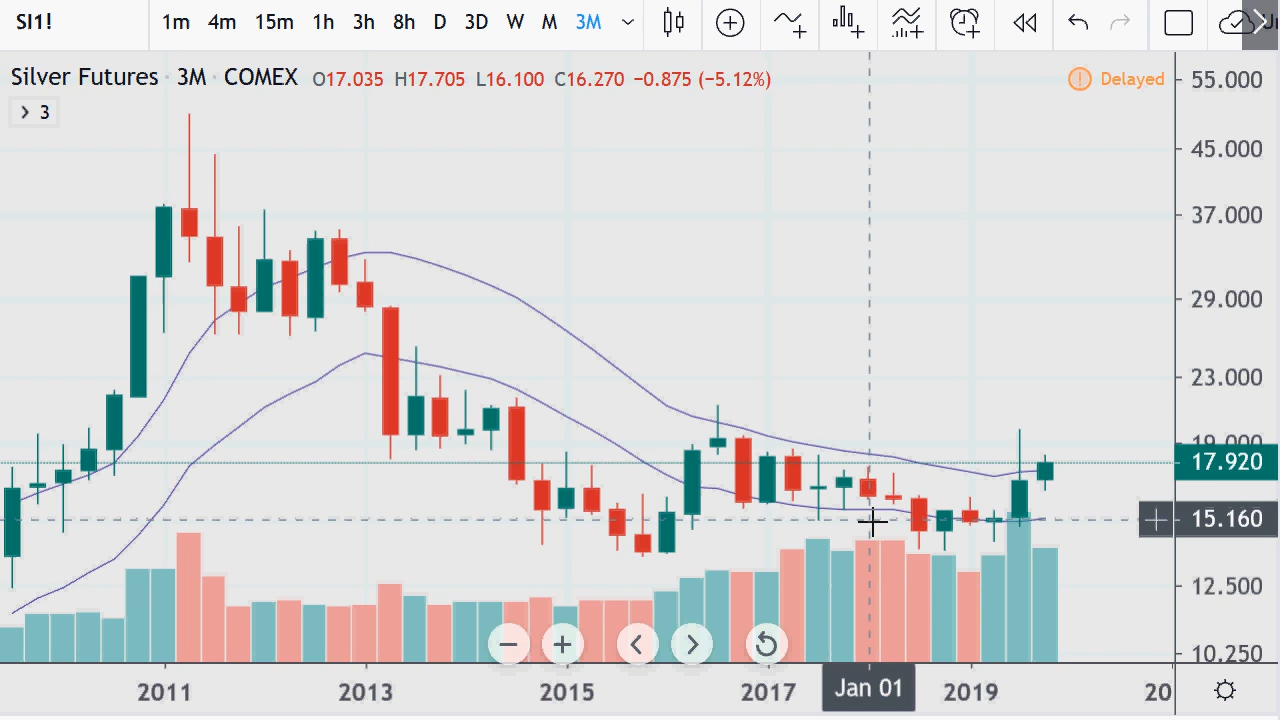 SI1! 1m 4m 15m 1h 3h 8h D 3D W M 3M
Silver Futures · 3M · COMEX O17.035 H17.705 L16.100 C16.270 −0.875 (−5.12%)
Delayed
3
55.000
45.000
37.000
29.000
23.000
19.000
17.920
15.160
12.500
10.250
2011 2013 2015 2017 Jan 01 2019 20